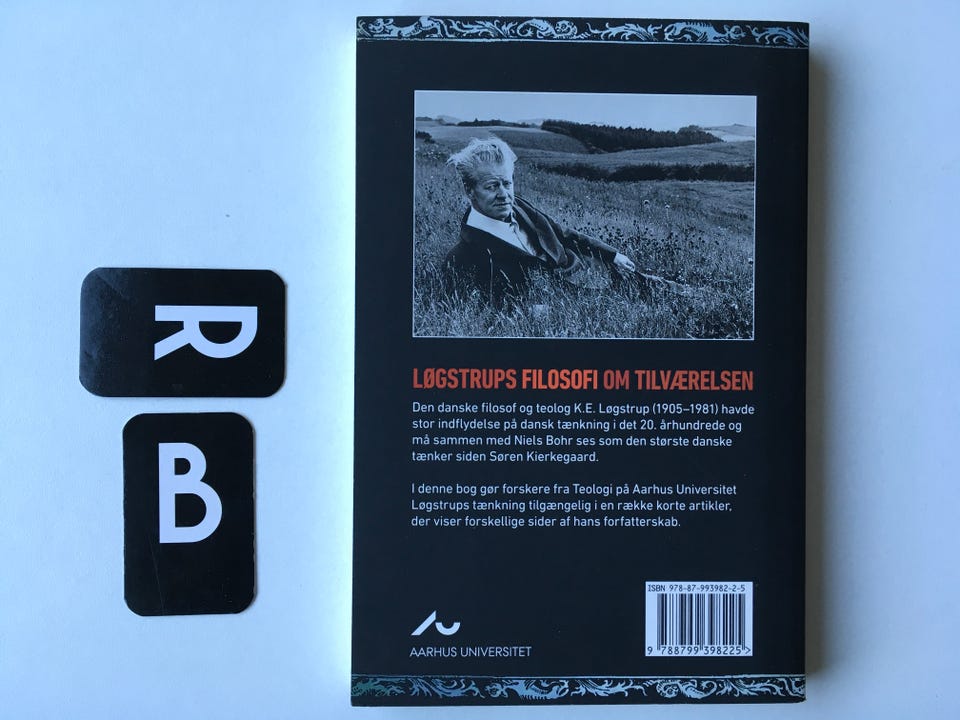 R
B
LØGSTRUPS FILOSOFI OM TILVÆRELSEN
Den danske filosof og teolog K.E. Løgstrup (1905–1981) havde
stor indflydelse på dansk tænkning i det 20. århundrede og
må sammen med Niels Bohr ses som den største danske
tænker siden Søren Kierkegaard.
I denne bog gør forskere fra Teologi på Aarhus Universitet
Løgstrups tænkning tilgængelig i en række korte artikler,
der viser forskellige sider af hans forfatterskab.
AARHUS UNIVERSITET
ISBN 978-87-993982-2-5
9 788799 398225>